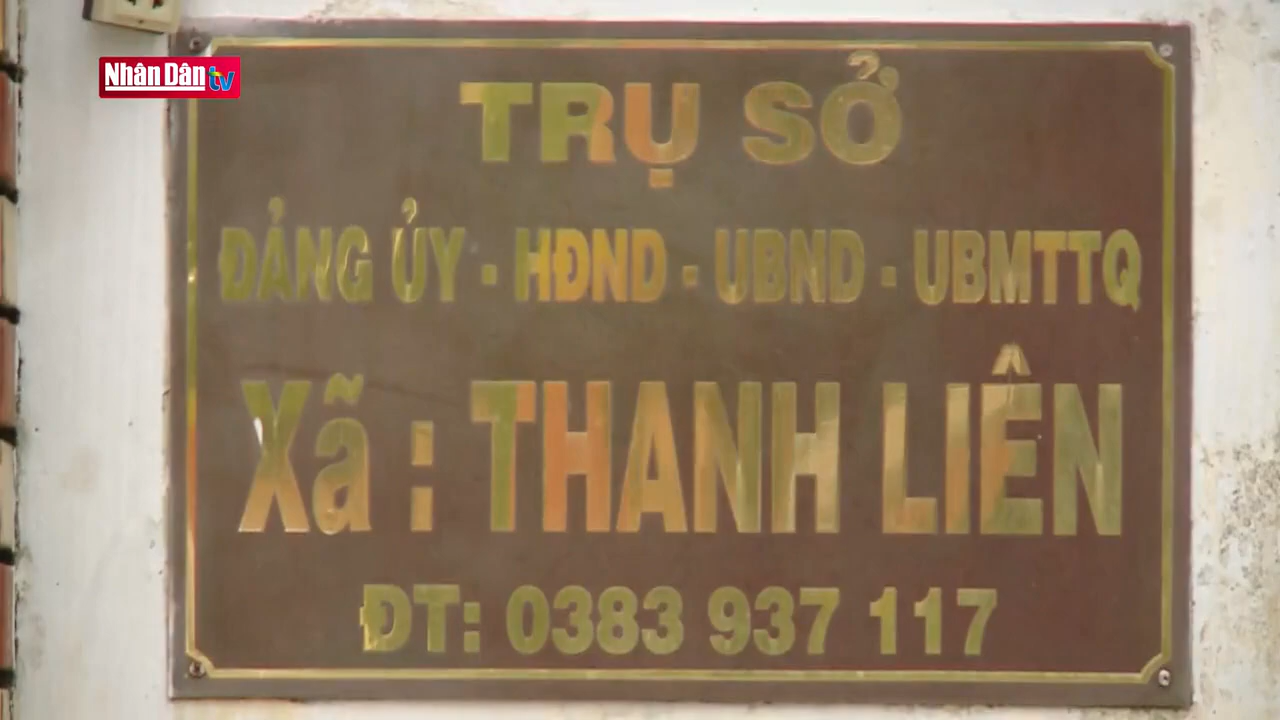 Nhân Dân tv
TRỤ SỞ
ĐẢNG ỦY - HĐND - UBND - UBMTTQ
Xã : THANH LIÊN
ĐT: 0383 937 117